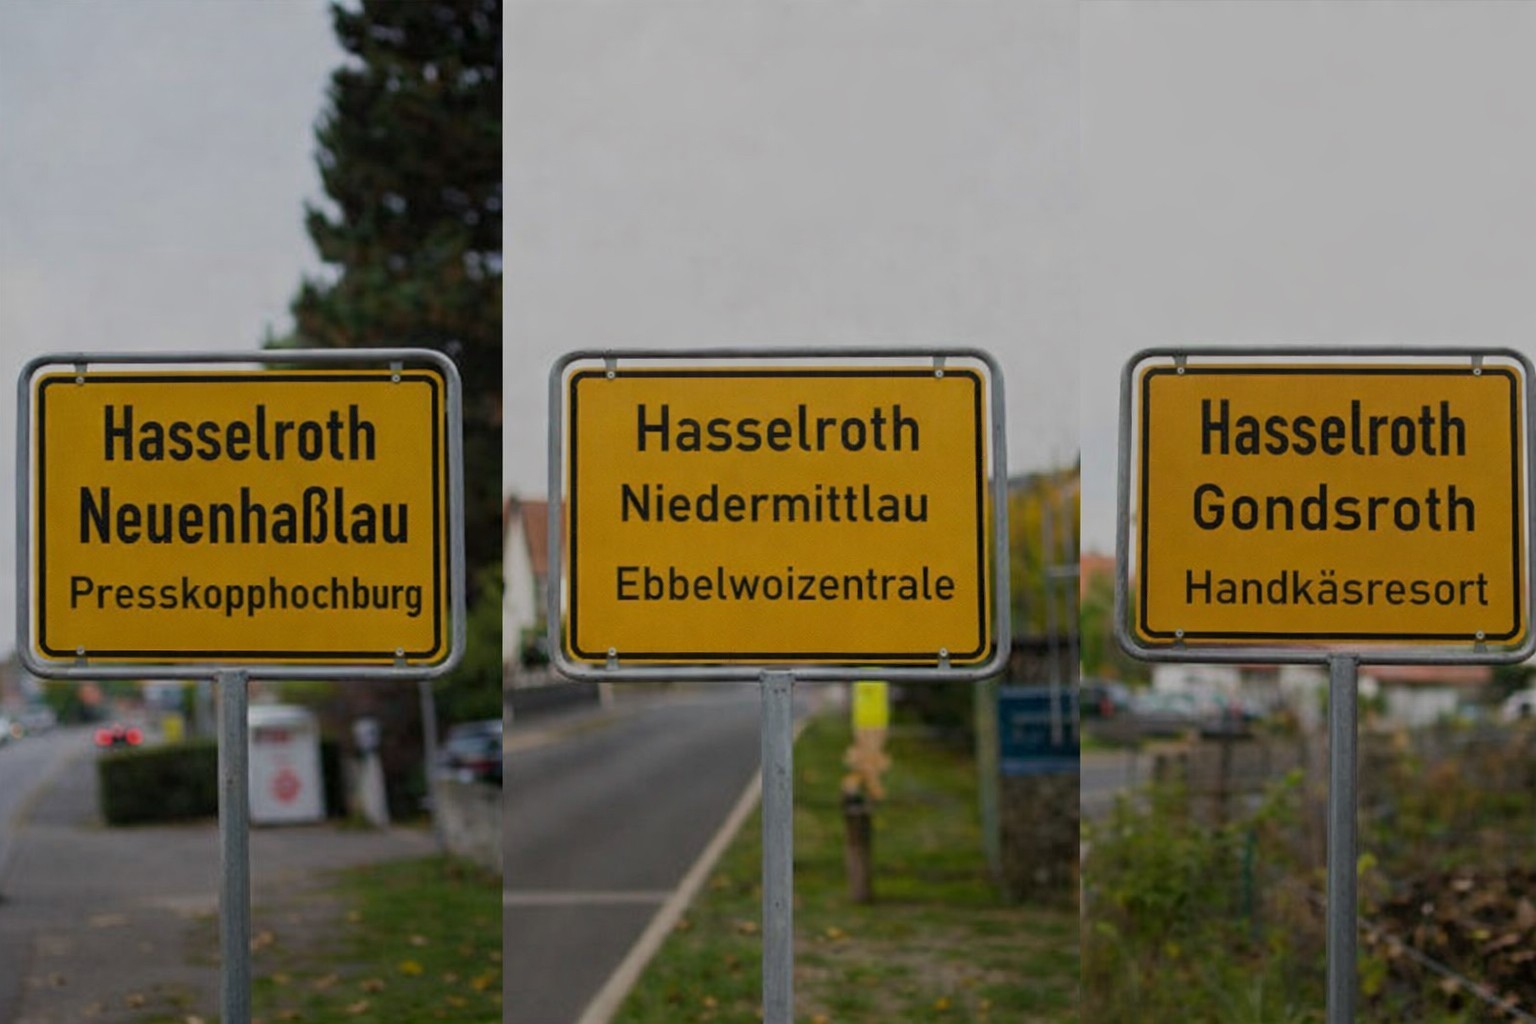 Hasselroth
Neuenhaßlau
Presskopphochburg
Hasselroth
Niedermittlau
Ebbelwoizentrale
Hasselroth
Gondsroth
Handkäsresort